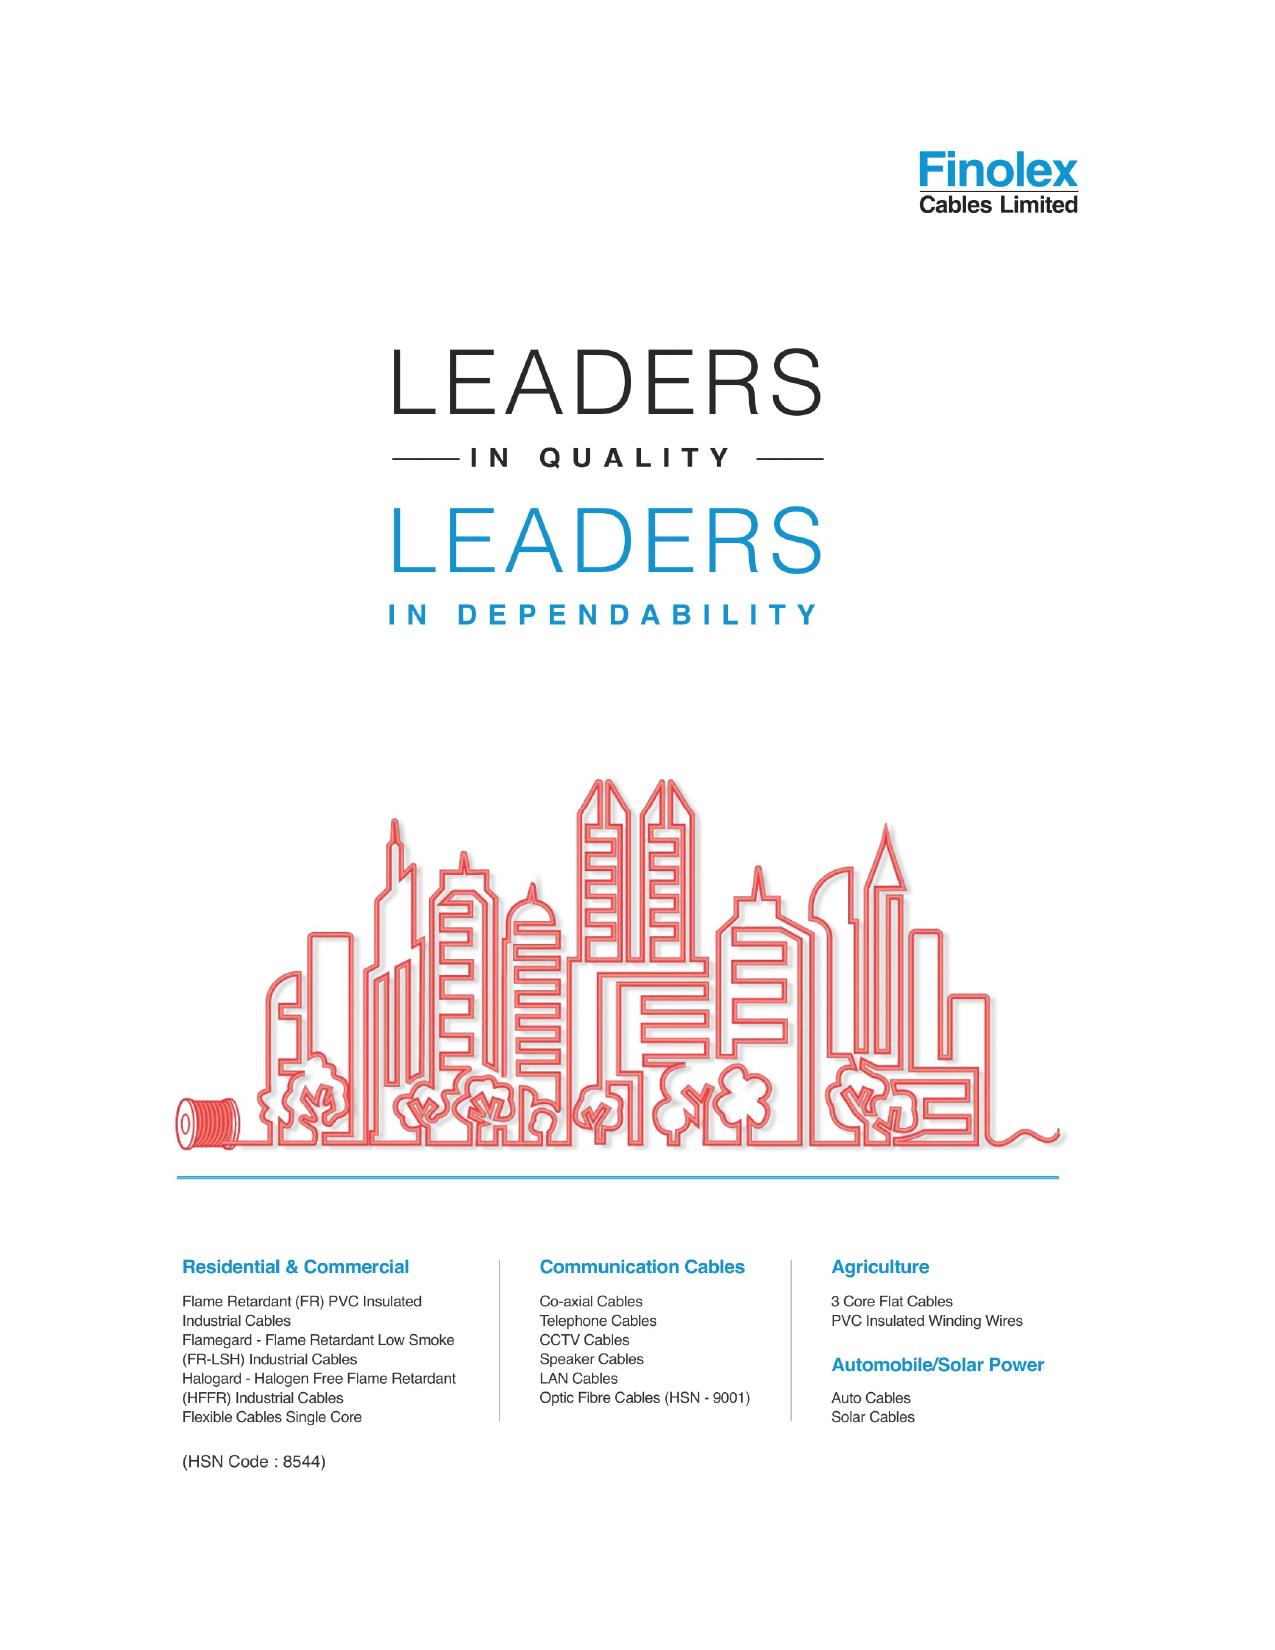 Finolex
Cables Limited
LEADERS
IN QUALITY
LEADERS
IN DEPENDABILITY
Residential & Commercial
Flame Retardant (FR) PVC Insulated
Industrial Cables
Flamegard - Flame Retardant Low Smoke
(FR-LSH) Industrial Cables
Halogard - Halogen Free Flame Retardant
(HFFR) Industrial Cables
Flexible Cables Single Core
(HSN Code : 8544)
Communication Cables
Co-axial Cables
Telephone Cables
CCTV Cables
Speaker Cables
LAN Cables
Optic Fibre Cables (HSN - 9001)
Agriculture
3 Core Flat Cables
PVC Insulated Winding Wires
Automobile/Solar Power
Auto Cables
Solar Cables